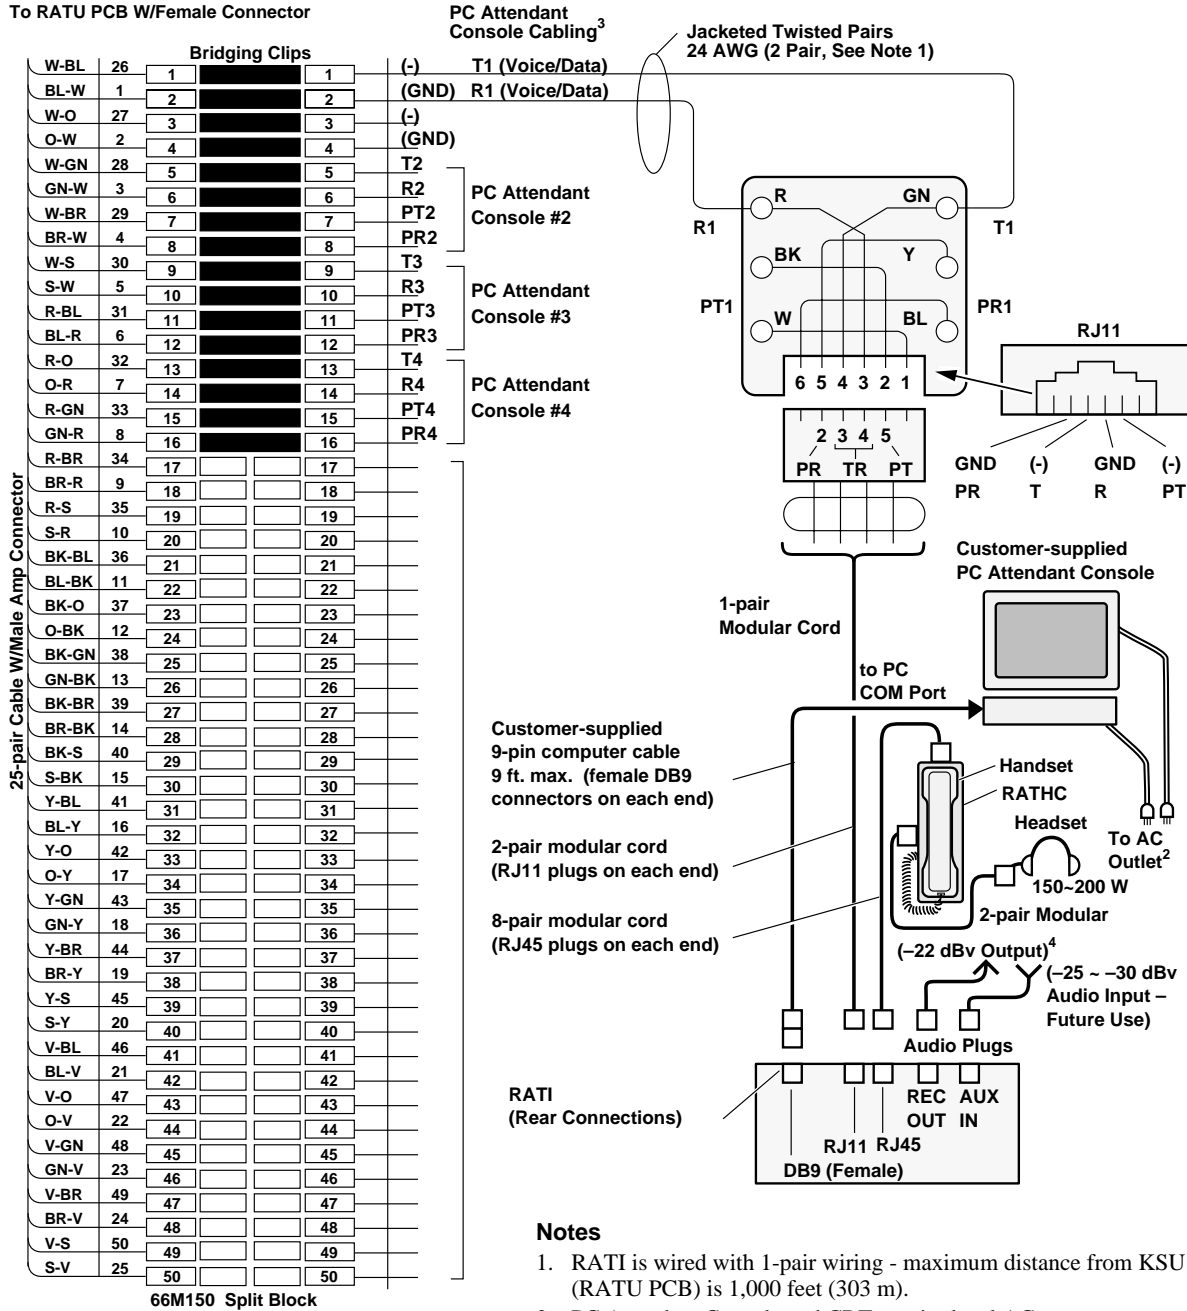 To RATU PCB W/Female Connector
PC Attendant
Console Cabling3
Jacketed Twisted Pairs
24 AWG (2 Pair, See Note 1)
Bridging Clips
25-pair Cable W/Male Amp Connector
W-BL 26 1 1 (-) T1 (Voice/Data)
BL-W 1 2 2 (GND) R1 (Voice/Data)
W-O 27 3 3 (-)
O-W 2 4 4 (GND)
W-GN 28 5 5 T2
GN-W 3 6 6 R2
W-BR 29 7 7 PT2
BR-W 4 8 8 PR2
PC Attendant
Console #2
W-S 30 9 9 T3
S-W 5 10 10 R3
R-BL 31 11 11 PT3
BL-R 6 12 12 PR3
PC Attendant
Console #3
R-O 32 13 13 T4
O-R 7 14 14 R4
R-GN 33 15 15 PT4
GN-R 8 16 16 PR4
PC Attendant
Console #4
R-BR 34 17 17
BR-R 9 18 18
R-S 35 19 19
S-R 10 20 20
BK-BL 36 21 21
BL-BK 11 22 22
BK-O 37 23 23
O-BK 12 24 24
BK-GN 38 25 25
GN-BK 13 26 26
BK-BR 39 27 27
BR-BK 14 28 28
BK-S 40 29 29
S-BK 15 30 30
Y-BL 41 31 31
BL-Y 16 32 32
Y-O 42 33 33
O-Y 17 34 34
Y-GN 43 35 35
GN-Y 18 36 36
Y-BR 44 37 37
BR-Y 19 38 38
Y-S 45 39 39
S-Y 20 40 40
V-BL 46 41 41
BL-V 21 42 42
V-O 47 43 43
O-V 22 44 44
V-GN 48 45 45
GN-V 23 46 46
V-BR 49 47 47
BR-V 24 48 48
V-S 50 49 49
S-V 25 50 50
66M150 Split Block
R GN
R1 T1
BK Y
PT1 PR1
W BL
6 5 4 3 2 1
2 3 4 5
PR TR PT
RJ11
GND (-) GND (-)
PR T R PT
Customer-supplied
PC Attendant Console
1-pair
Modular Cord
to PC
COM Port
Customer-supplied
9-pin computer cable
9 ft. max. (female DB9
connectors on each end)
2-pair modular cord
(RJ11 plugs on each end)
8-pair modular cord
(RJ45 plugs on each end)
Handset
RATHC
Headset
150~200 W
To AC
Outlet2
2-pair Modular
(–22 dBv Output)4
(–25 ~ –30 dBv
Audio Input –
Future Use)
Audio Plugs
RATI
(Rear Connections)
REC AUX
OUT IN
RJ11 RJ45
DB9 (Female)
Notes
1. RATI is wired with 1-pair wiring - maximum distance from KSU
(RATU PCB) is 1,000 feet (303 m).